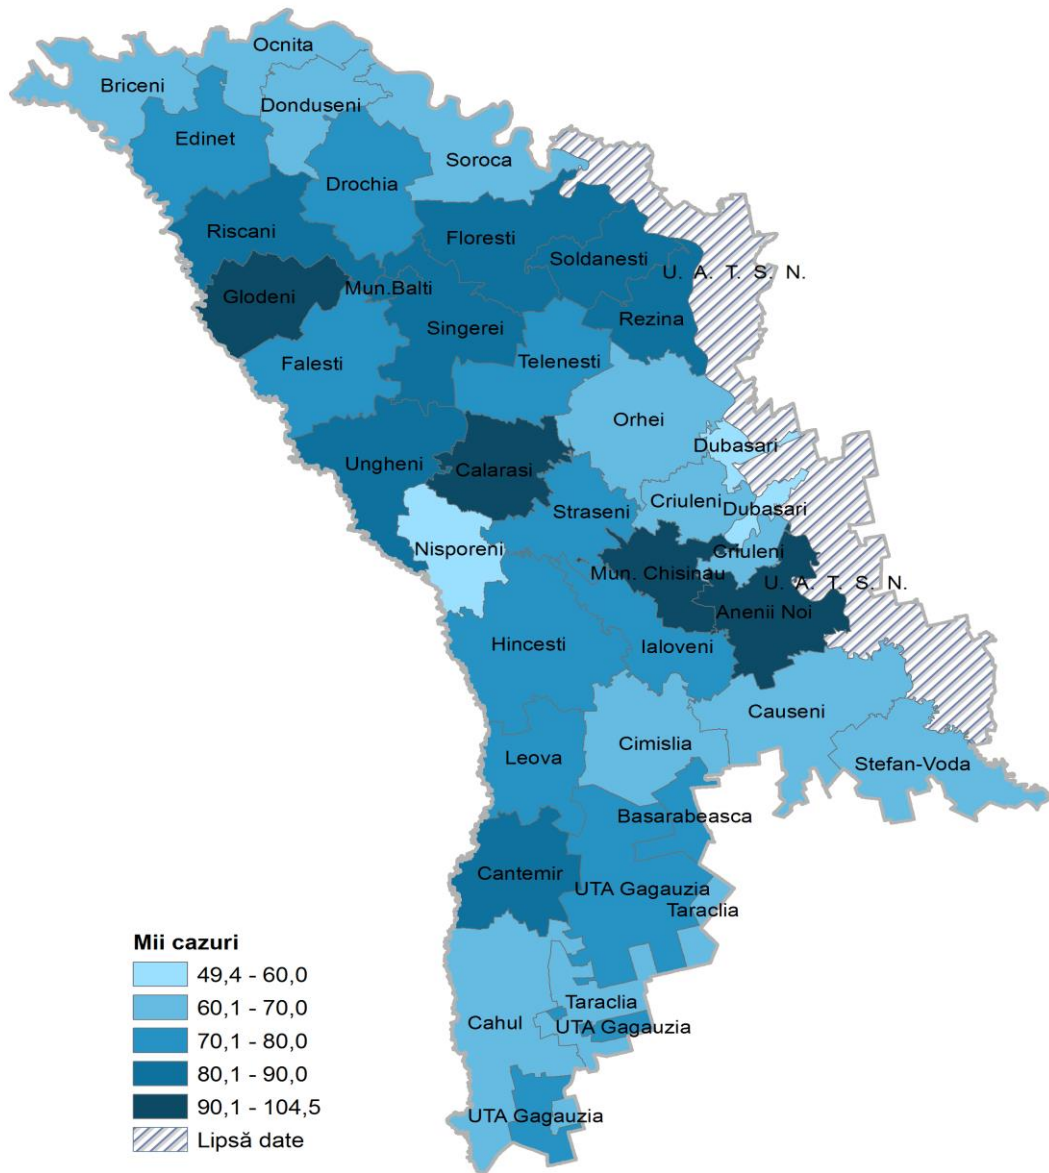 Ocnita
Briceni
Donduseni
Edinet
Soroca
Drochia
Riscani
Floresti
Soldanesti
U. A. T. S. N.
Glodeni
Mun.Balti
Rezina
Singerei
Falesti
Telenesti
Orhei
Dubasari
Ungheni
Calarasi
Criuleni
Dubasari
Straseni
Nisporeni
Criuleni
Mun. Chisinau
U. A. T. S. N.
Anenii Noi
Hincesti
Ialoveni
Causeni
Cimislia
Leova
Stefan-Voda
Basarabeasca
Cantemir
UTA Gagauzia
Taraclia
Taraclia
Cahul
UTA Gagauzia
UTA Gagauzia
Mii cazuri
49,4 - 60,0
60,1 - 70,0
70,1 - 80,0
80,1 - 90,0
90,1 - 104,5
Lipsă date